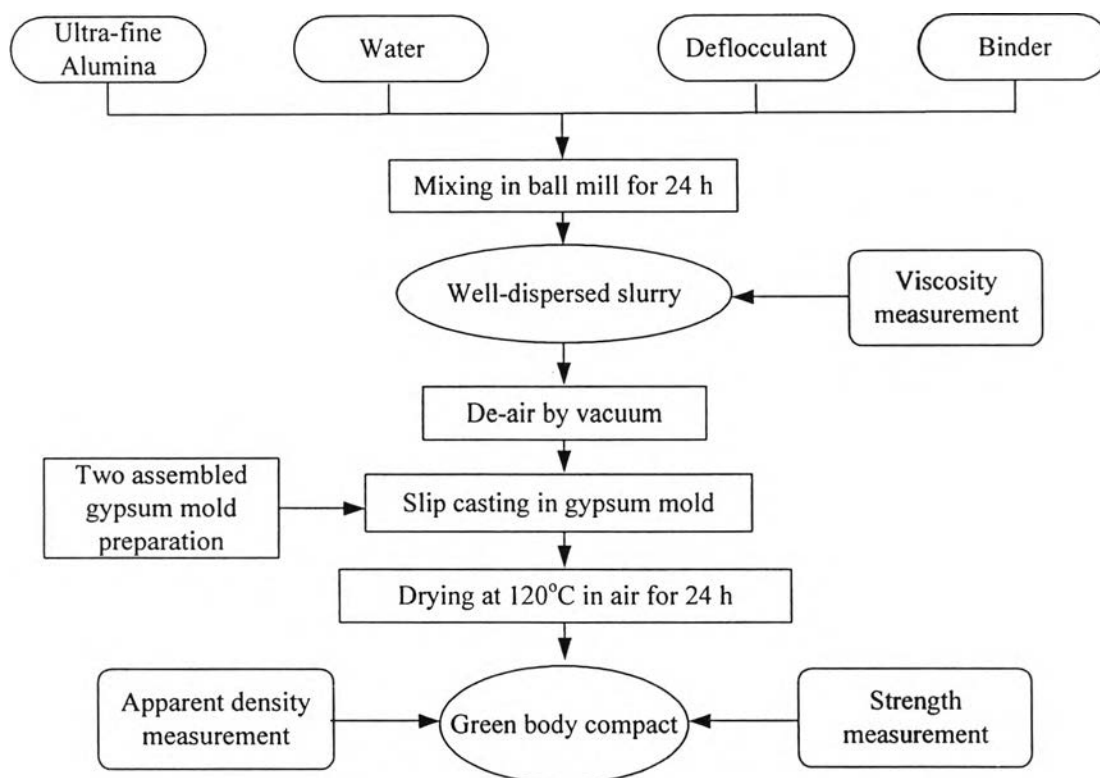 Ultra-fine
Alumina
Water
Deflocculant
Binder
Mixing in ball mill for 24 h
Well-dispersed slurry
Viscosity
measurement
De-air by vacuum
Two assembled
gypsum mold
preparation
Slip casting in gypsum mold
Drying at 120°C in air for 24 h
Apparent density
measurement
Green body compact
Strength
measurement